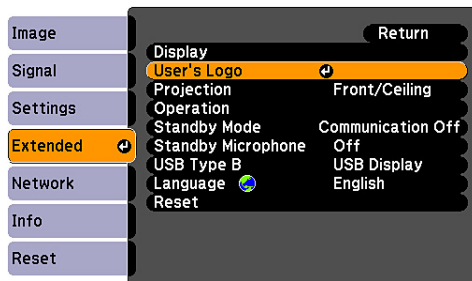 Image
Signal
Settings
Extended
Network
Info
Reset
Return
Display
User's Logo
Projection Front/Ceiling
Operation
Standby Mode Communication Off
Standby Microphone Off
USB Type B USB Display
Language English
Reset